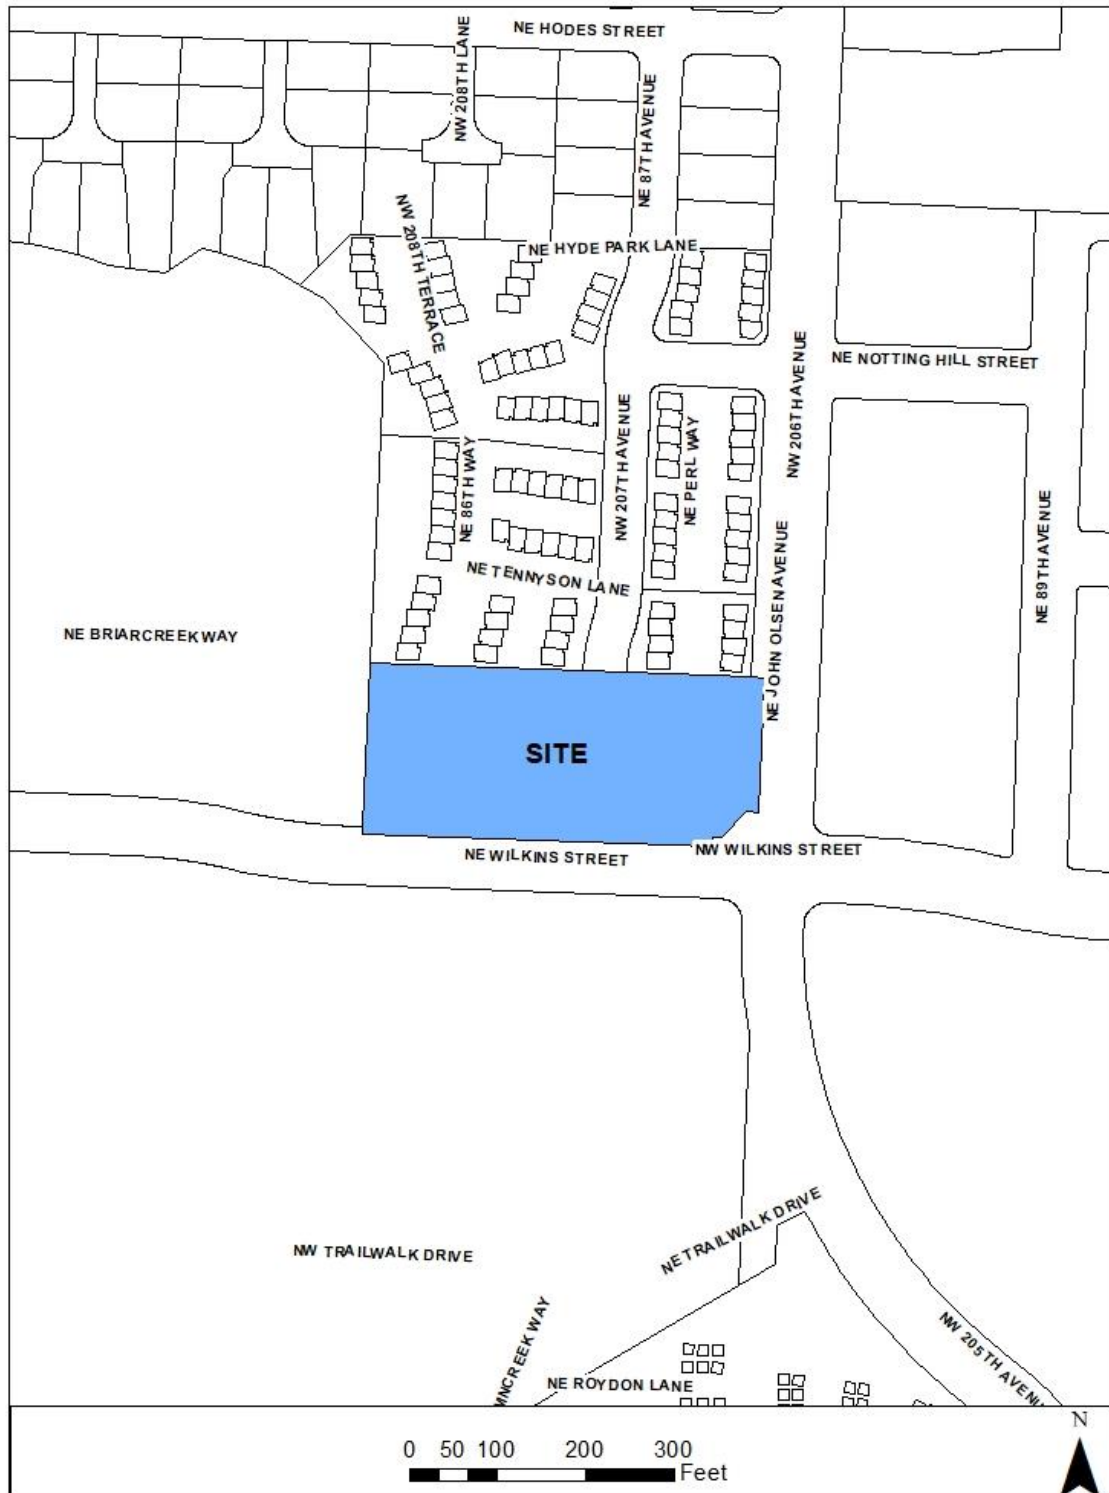 NE HODES STREET
NW 208TH LANE
NE 87TH AVENUE
NW 208TH TERRACE
NE HYDE PARK LANE
NE NOTTING HILL STREET
NW 206TH AVENUE
NW 207TH AVENUE
NE PERL WAY
NE 86TH WAY
NE 89TH AVENUE
NE JOHN OLSEN AVENUE
NE TENNYSON LANE
NE BRIARCREEK WAY
SITE
NE WILKINS STREET
NW WILKINS STREET
NE TRAILWALK DRIVE
NW TRAILWALK DRIVE
NW 205TH AVENU
MNCREEK WAY
NE ROYDON LANE
N
0 50 100 200 300
Feet